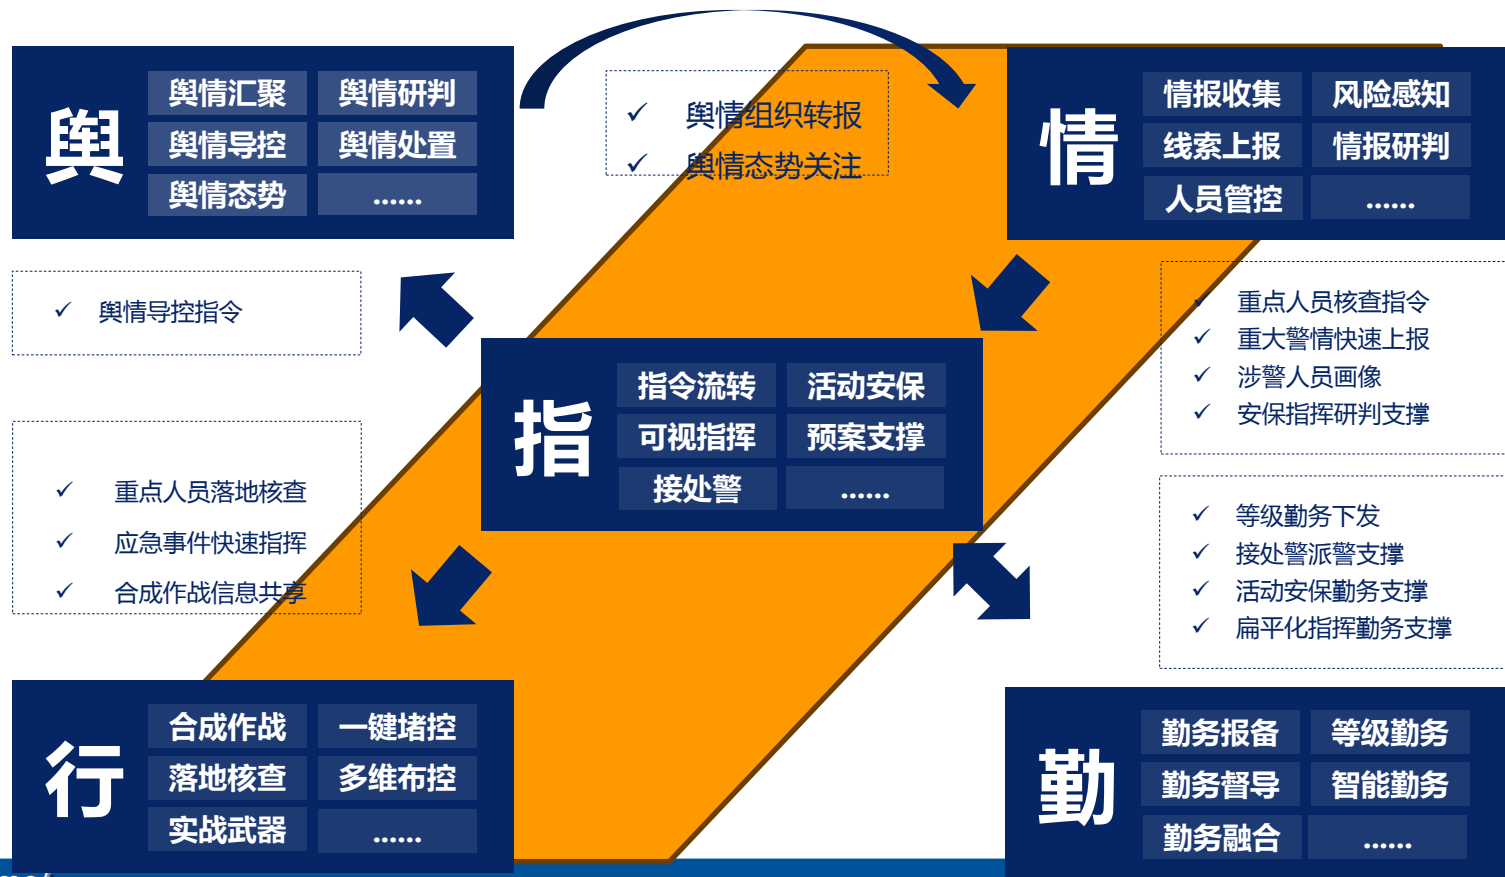 舆
舆情汇聚 舆情研判
舆情导控 舆情处置
舆情态势 ......
✓ 舆情组织转报
✓ 舆情态势关注
情
情报收集 风险感知
线索上报 情报研判
人员管控 ......
✓ 舆情导控指令
✓ 重点人员核查指令
✓ 重大警情快速上报
✓ 涉警人员画像
✓ 安保指挥研判支撑
指
指令流转 活动安保
可视指挥 预案支撑
接处警 ......
✓ 重点人员落地核查
✓ 应急事件快速指挥
✓ 合成作战信息共享
✓ 等级勤务下发
✓ 接处警派警支撑
✓ 活动安保勤务支撑
✓ 扁平化指挥勤务支撑
行
合成作战 一键堵控
落地核查 多维布控
实战武器 ......
勤
勤务报备 等级勤务
勤务督导 智能勤务
勤务融合 ......